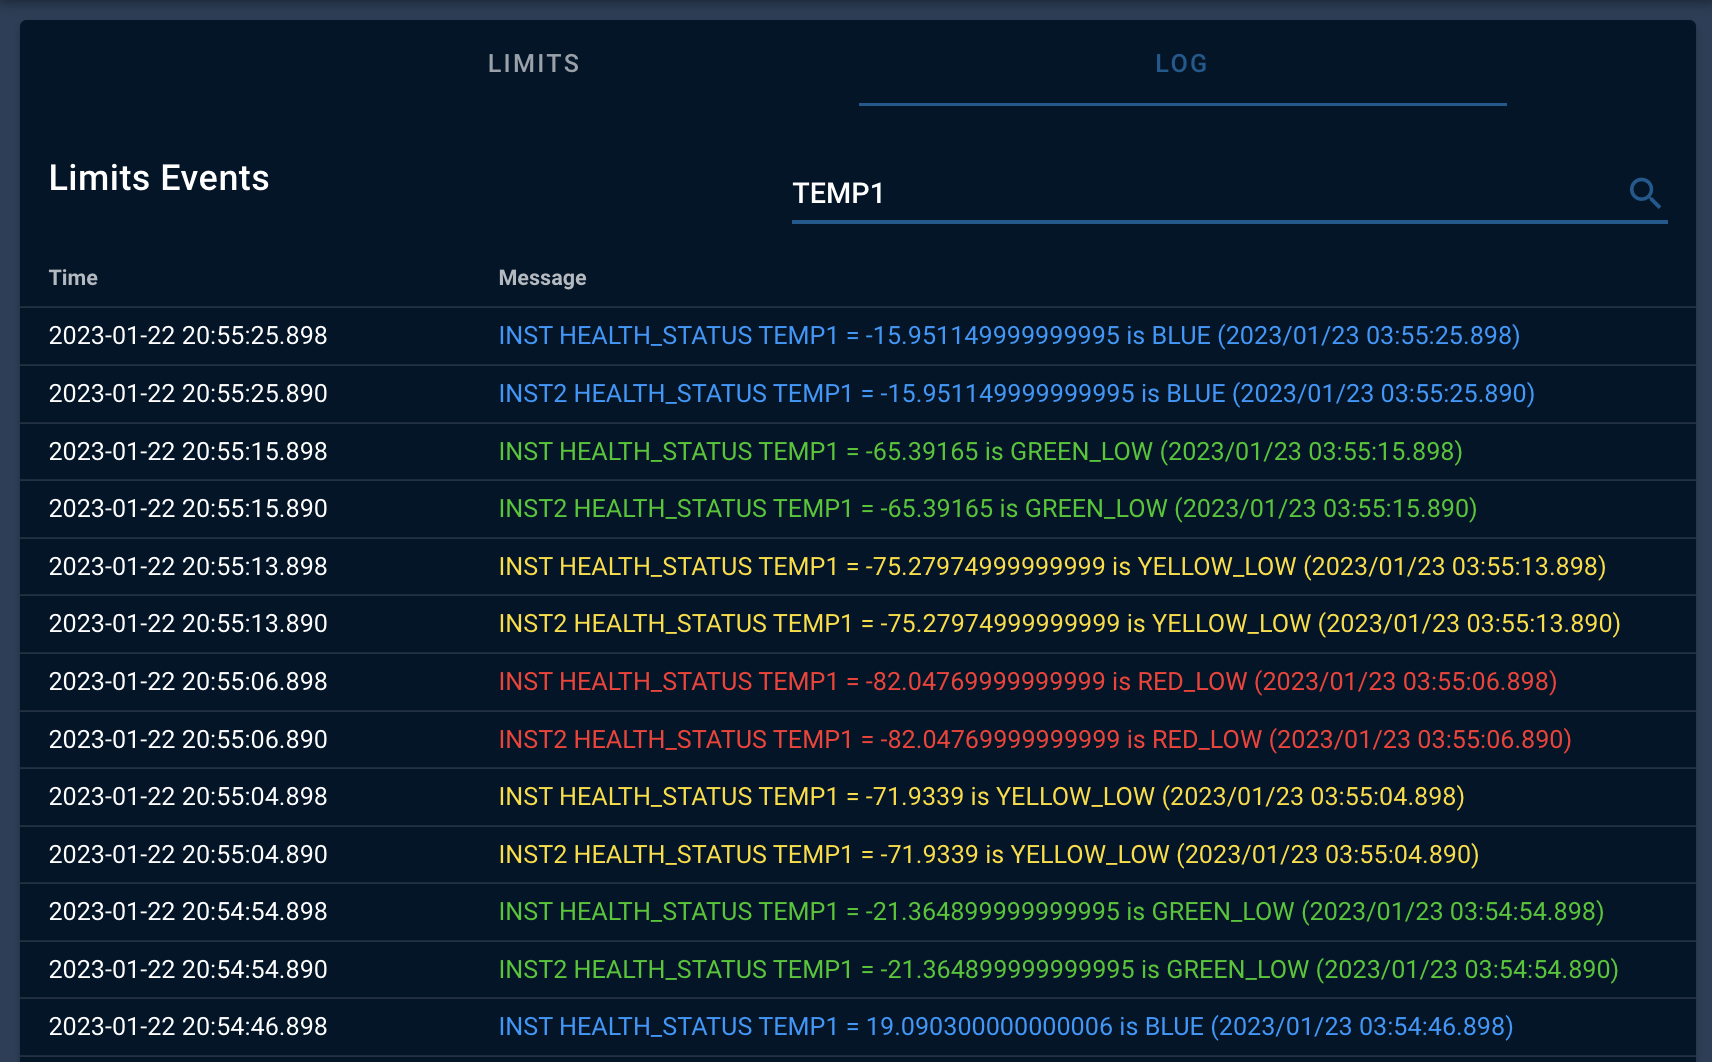 LIMITS LOG
Limits Events
TEMP1
Time Message
2023-01-22 20:55:25.898 INST HEALTH_STATUS TEMP1 = -15.951149999999995 is BLUE (2023/01/23 03:55:25.898)
2023-01-22 20:55:25.890 INST2 HEALTH_STATUS TEMP1 = -15.951149999999995 is BLUE (2023/01/23 03:55:25.890)
2023-01-22 20:55:15.898 INST HEALTH_STATUS TEMP1 = -65.39165 is GREEN_LOW (2023/01/23 03:55:15.898)
2023-01-22 20:55:15.890 INST2 HEALTH_STATUS TEMP1 = -65.39165 is GREEN_LOW (2023/01/23 03:55:15.890)
2023-01-22 20:55:13.898 INST HEALTH_STATUS TEMP1 = -75.27974999999999 is YELLOW_LOW (2023/01/23 03:55:13.898)
2023-01-22 20:55:13.890 INST2 HEALTH_STATUS TEMP1 = -75.27974999999999 is YELLOW_LOW (2023/01/23 03:55:13.890)
2023-01-22 20:55:06.898 INST HEALTH_STATUS TEMP1 = -82.04769999999999 is RED_LOW (2023/01/23 03:55:06.898)
2023-01-22 20:55:06.890 INST2 HEALTH_STATUS TEMP1 = -82.04769999999999 is RED_LOW (2023/01/23 03:55:06.890)
2023-01-22 20:55:04.898 INST HEALTH_STATUS TEMP1 = -71.9339 is YELLOW_LOW (2023/01/23 03:55:04.898)
2023-01-22 20:55:04.890 INST2 HEALTH_STATUS TEMP1 = -71.9339 is YELLOW_LOW (2023/01/23 03:55:04.890)
2023-01-22 20:54:54.898 INST HEALTH_STATUS TEMP1 = -21.364899999999995 is GREEN_LOW (2023/01/23 03:54:54.898)
2023-01-22 20:54:54.890 INST2 HEALTH_STATUS TEMP1 = -21.364899999999995 is GREEN_LOW (2023/01/23 03:54:54.890)
2023-01-22 20:54:46.898 INST HEALTH_STATUS TEMP1 = 19.090300000000006 is BLUE (2023/01/23 03:54:46.898)